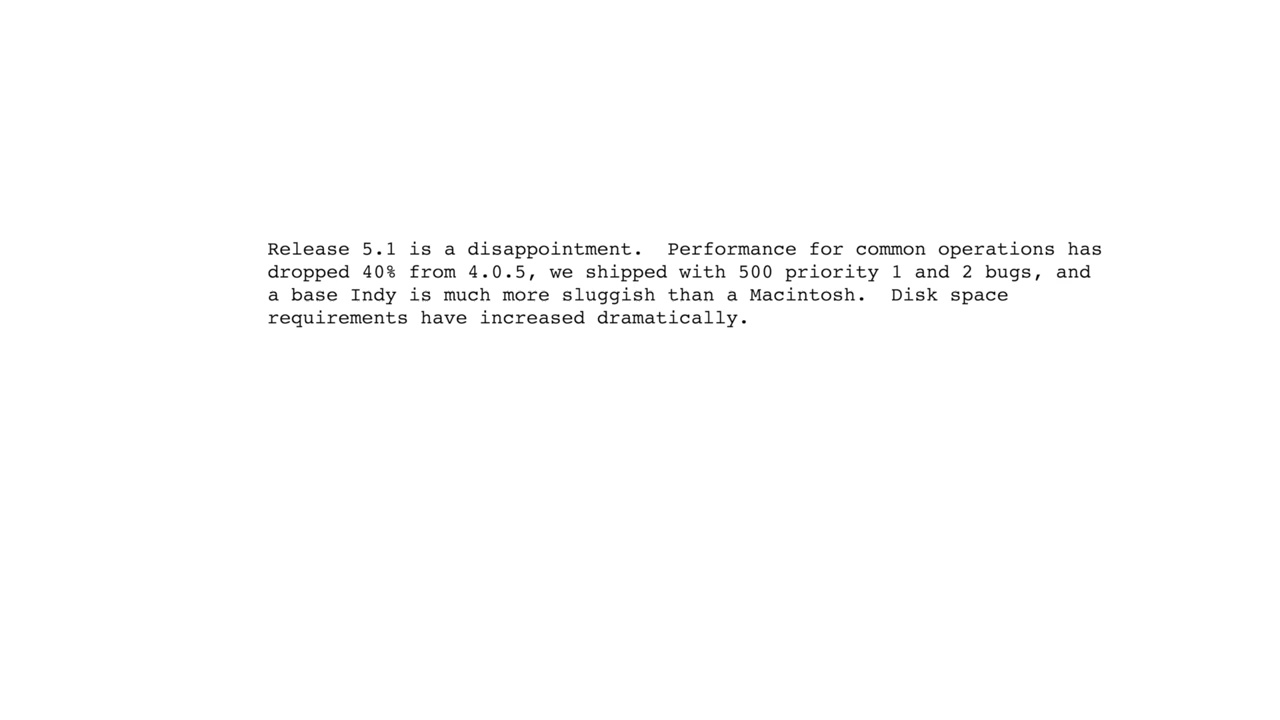 Release 5.1 is a disappointment.  Performance for common operations has
dropped 40% from 4.0.5, we shipped with 500 priority 1 and 2 bugs, and
a base Indy is much more sluggish than a Macintosh.  Disk space
requirements have increased dramatically.